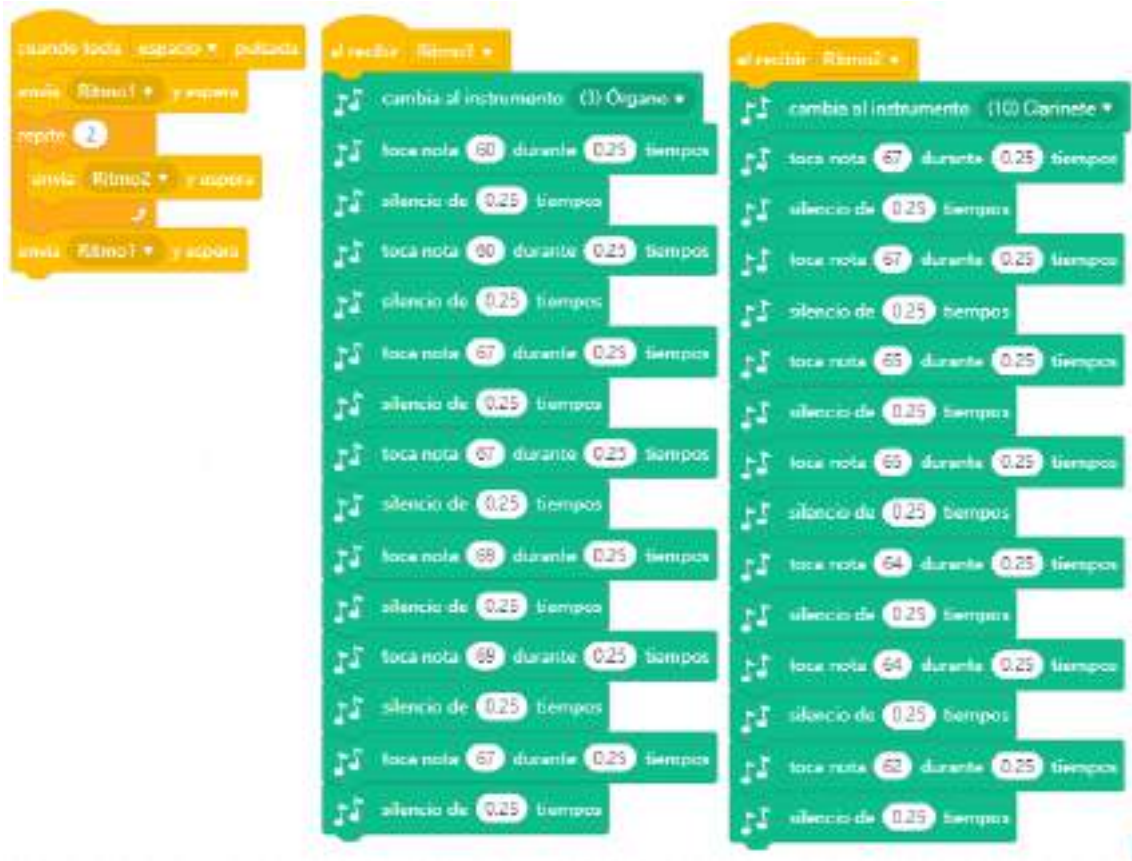 cuando tecla espacio pulsada
envía Ritmo1 y espera
repite 2
envía Ritmo2 y espera
envía Ritmo1 y espera
al recibir Ritmo1
cambia al instrumento (3) Órgano
toca nota 60 durante 0.25 tiempos
silencio de 0.25 tiempos
toca nota 60 durante 0.25 tiempos
silencio de 0.25 tiempos
toca nota 67 durante 0.25 tiempos
silencio de 0.25 tiempos
toca nota 67 durante 0.25 tiempos
silencio de 0.25 tiempos
toca nota 69 durante 0.25 tiempos
silencio de 0.25 tiempos
toca nota 69 durante 0.25 tiempos
silencio de 0.25 tiempos
toca nota 67 durante 0.25 tiempos
silencio de 0.25 tiempos
al recibir Ritmo2
cambia al instrumento (10) Clarinete
toca nota 67 durante 0.25 tiempos
silencio de 0.25 tiempos
toca nota 67 durante 0.25 tiempos
silencio de 0.25 tiempos
toca nota 65 durante 0.25 tiempos
silencio de 0.25 tiempos
toca nota 65 durante 0.25 tiempos
silencio de 0.25 tiempos
toca nota 64 durante 0.25 tiempos
silencio de 0.25 tiempos
toca nota 64 durante 0.25 tiempos
silencio de 0.25 tiempos
toca nota 62 durante 0.25 tiempos
silencio de 0.25 tiempos